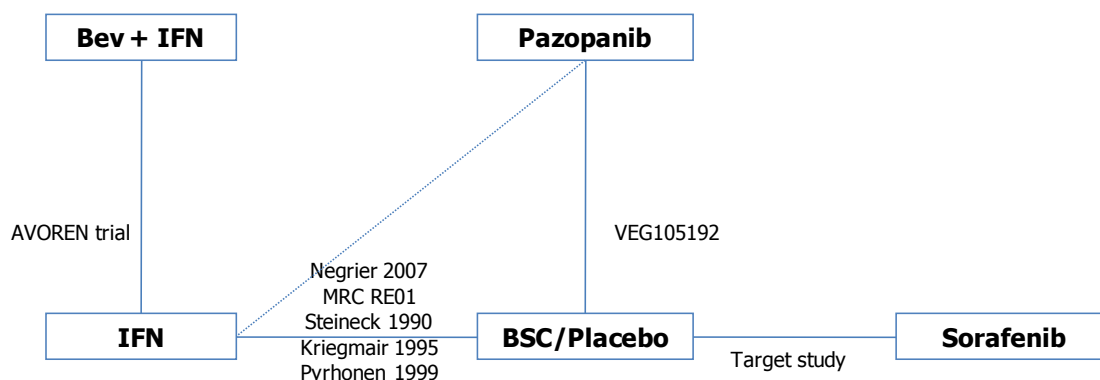 Bev + IFN
Pazopanib
AVOREN trial
VEG105192
Negrier 2007
MRC RE01
Steineck 1990
Kriegmair 1995
Pyrhonen 1999
IFN
BSC/Placebo
Target study
Sorafenib